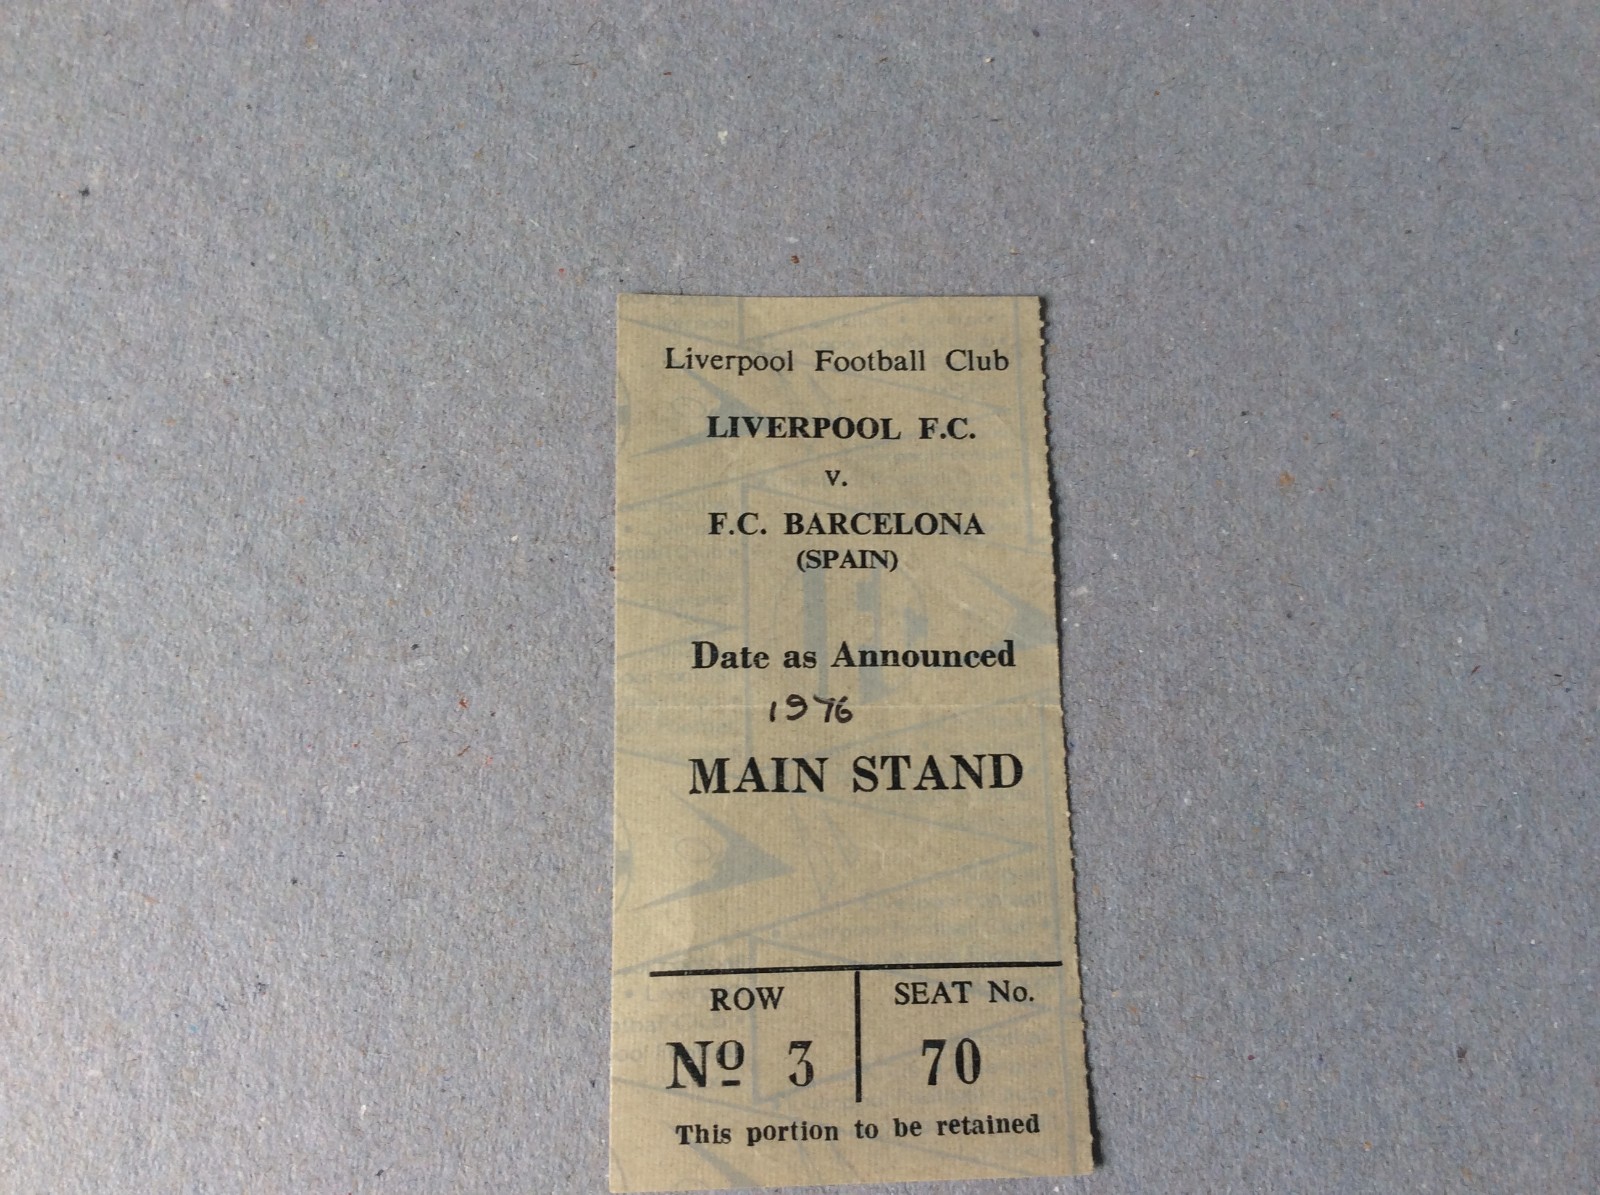 Liverpool Football Club
LIVERPOOL F.C.
v.
F.C. BARCELONA
(SPAIN)
Date as Announced
1976
MAIN STAND
ROW SEAT No.
Nº 3 70
This portion to be retained